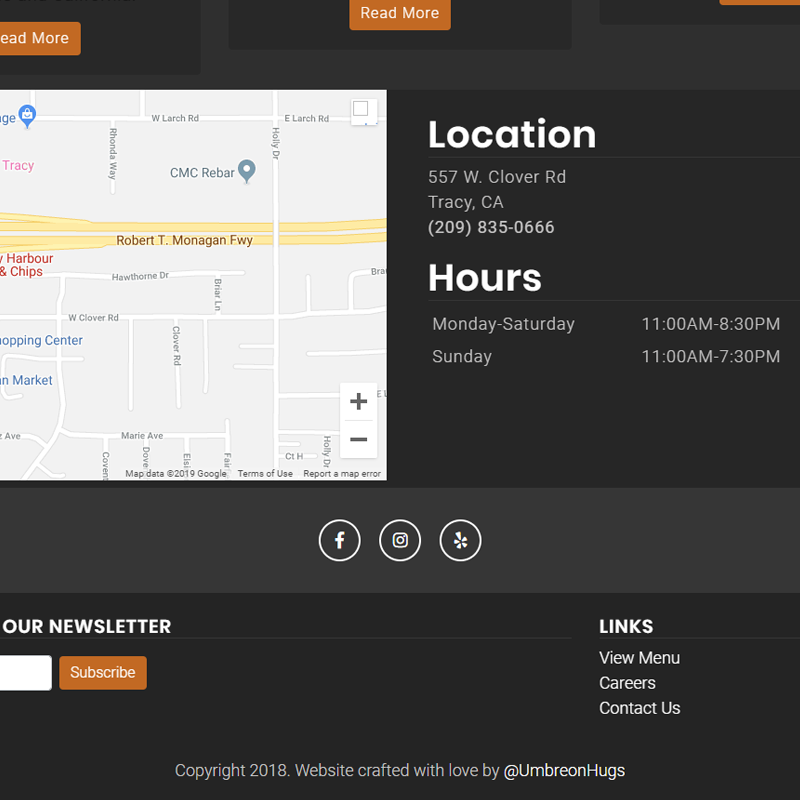 Read More
Read More
W Larch Rd
E Larch Rd
Rhonda Way
Holly Dr
Tracy
CMC Rebar
Robert T. Monagan Fwy
Harbour
& Chips
Hawthorne Dr
Briar Ln
W Clover Rd
Clover Rd
Shopping Center
Market
Marie Ave
Ave
Dove
Ct H
Holly Dr
Map data ©2019 Google
Terms of Use
Report a map error
Location
557 W. Clover Rd
Tracy, CA
(209) 835-0666
Hours
Monday-Saturday 11:00AM-8:30PM
Sunday 11:00AM-7:30PM
OUR NEWSLETTER
Subscribe
LINKS
View Menu
Careers
Contact Us
Copyright 2018. Website crafted with love by @UmbreonHugs